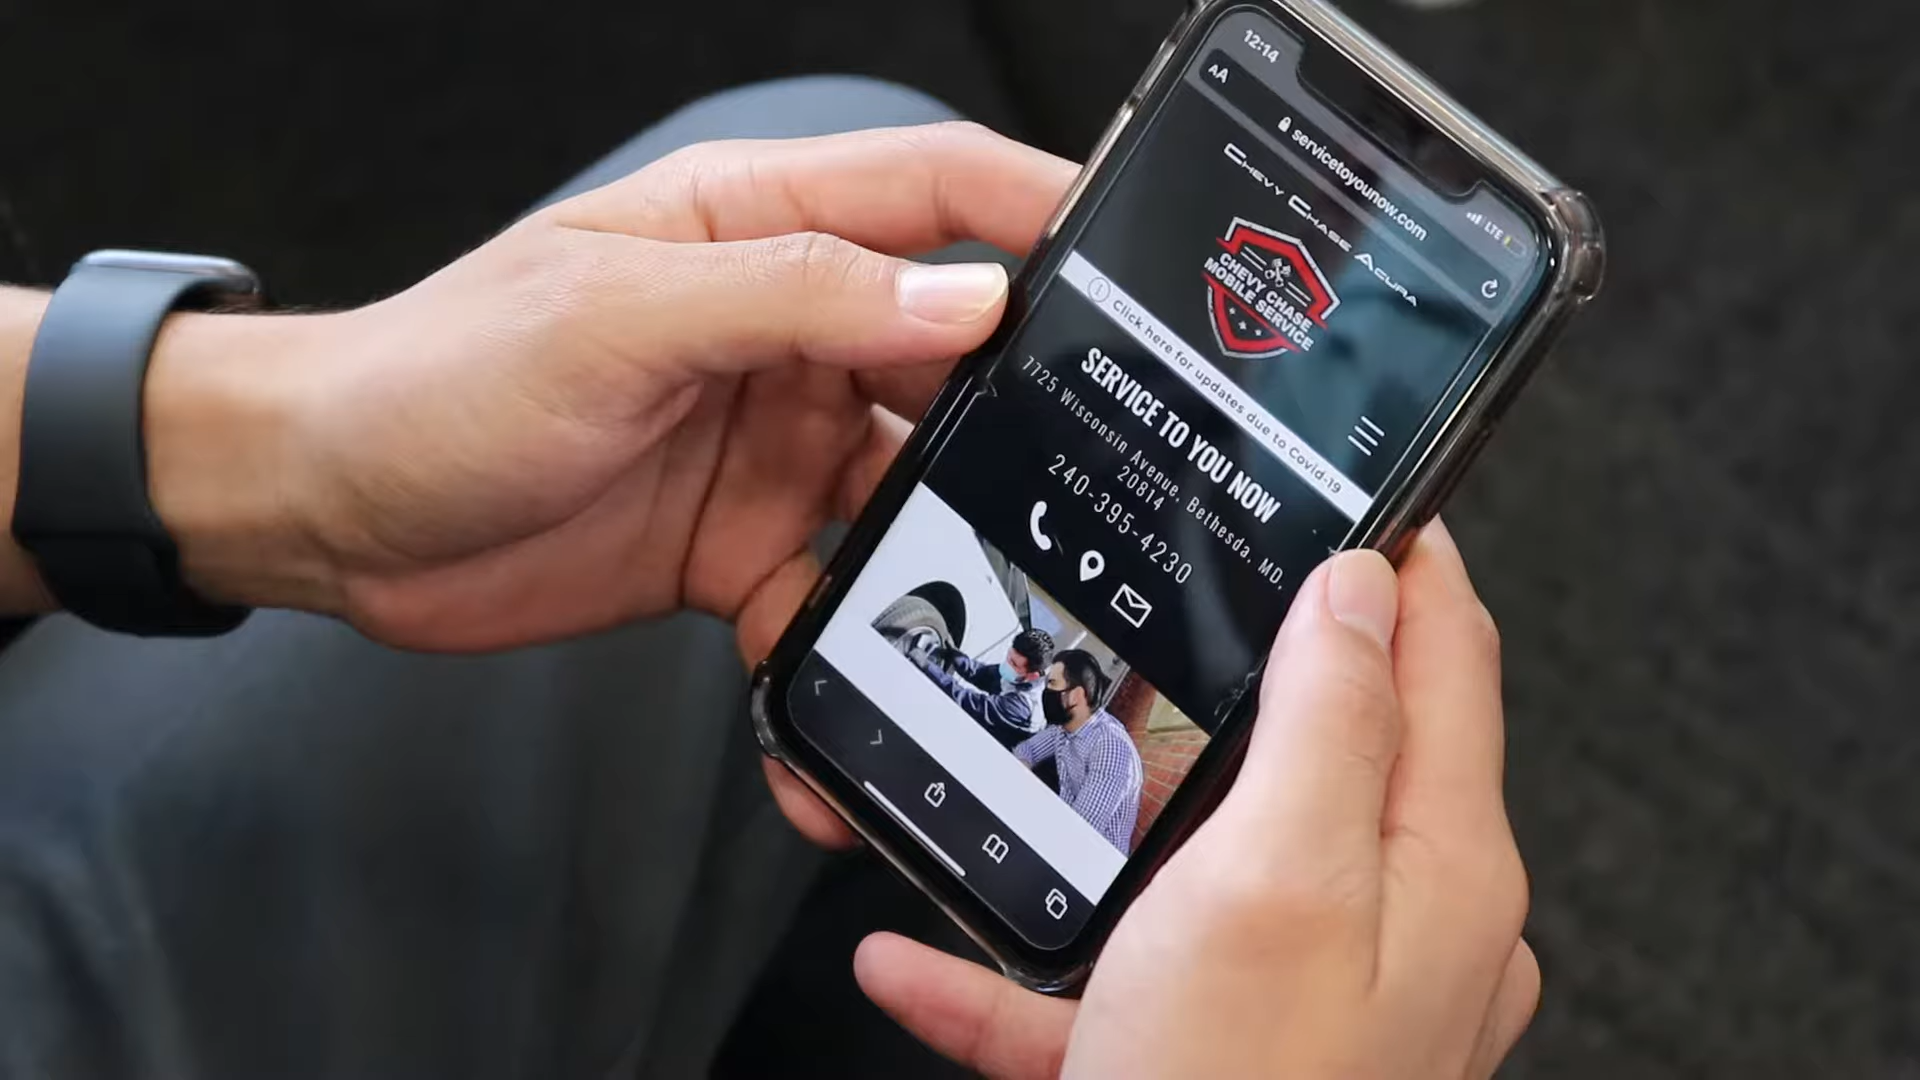 12:14
LTE
AA
servicetoyounow.com
CHEVY CHASE ACURA
CHEVY CHASE
MOBILE SERVICE
Click here for updates due to Covid-19
SERVICE TO YOU NOW
7725 Wisconsin Avenue, Bethesda, MD,
20814
240-395-4230